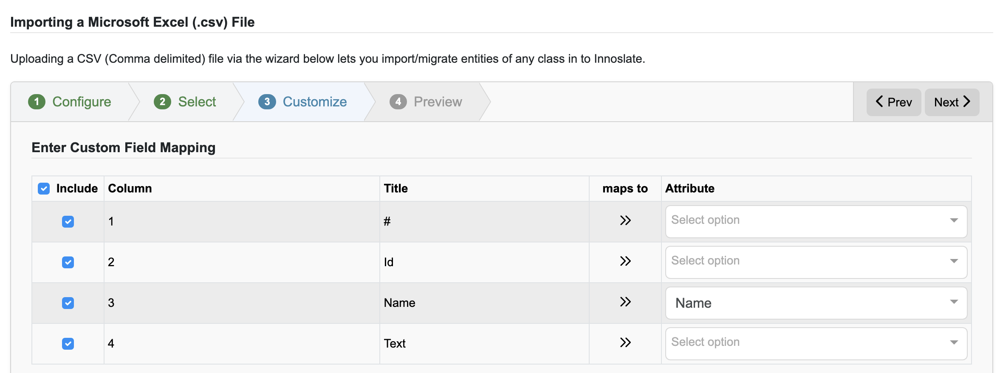 Importing a Microsoft Excel (.csv) File
Uploading a CSV (Comma delimited) file via the wizard below lets you import/migrate entities of any class in to Innoslate.
1 Configure 2 Select 3 Customize 4 Preview Prev Next
Enter Custom Field Mapping
Include Column Title maps to Attribute
1 # Select option
2 Id Select option
3 Name Name
4 Text Select option